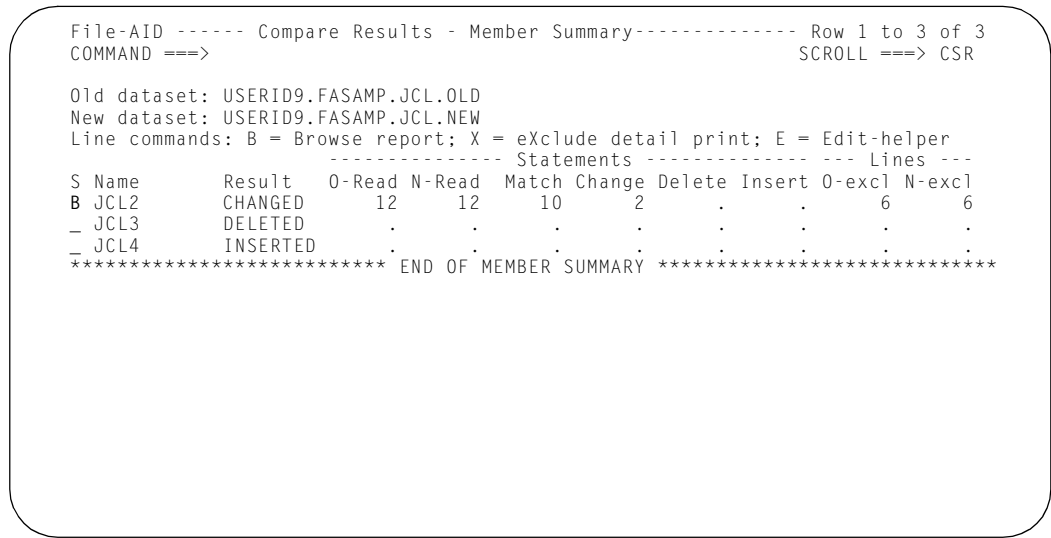 File-AID ------ Compare Results - Member Summary-------------- Row 1 to 3 of 3
COMMAND ===>                                                  SCROLL ===> CSR
Old dataset: USERID9.FASAMP.JCL.OLD
New dataset: USERID9.FASAMP.JCL.NEW
Line commands: B = Browse report; X = eXclude detail print; E = Edit-helper
                      --------------- Statements -------------- --- Lines ---
S Name       Result   O-Read N-Read  Match Change Delete Insert O-excl N-excl
B JCL2       CHANGED      12     12     10      2      .      .      6      6
_ JCL3       DELETED       .      .      .      .      .      .      .      .
_ JCL4       INSERTED      .      .      .      .      .      .      .      .
*************************** END OF MEMBER SUMMARY *****************************